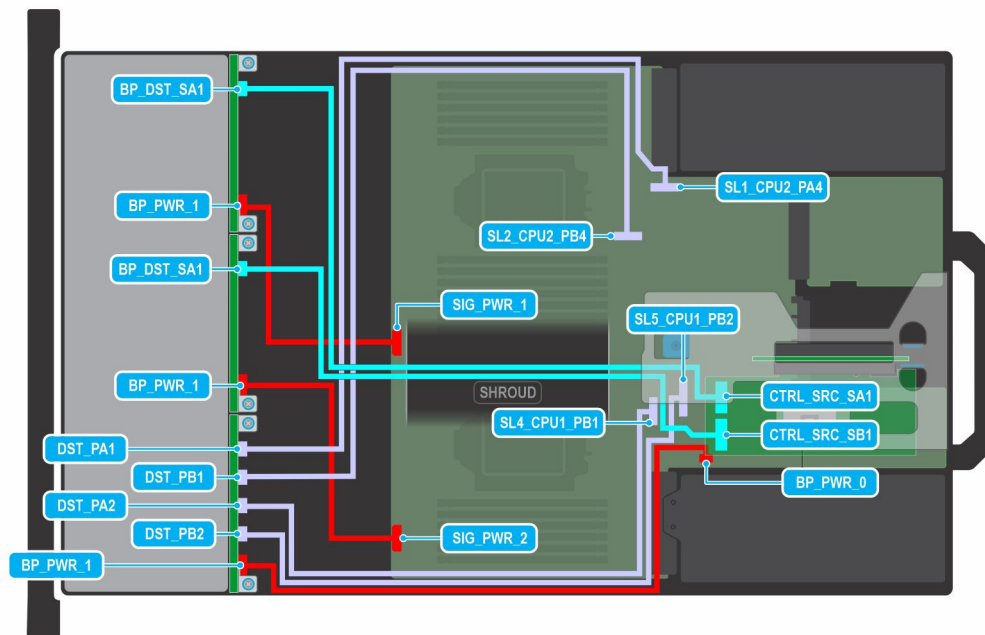 BP_DST_SA1
BP_PWR_1
BP_DST_SA1
BP_PWR_1
DST_PA1
DST_PB1
DST_PA2
DST_PB2
BP_PWR_1
SL1_CPU2_PA4
SL2_CPU2_PB4
SIG_PWR_1
SL5_CPU1_PB2
SHROUD
SL4_CPU1_PB1
CTRL_SRC_SA1
CTRL_SRC_SB1
BP_PWR_0
SIG_PWR_2